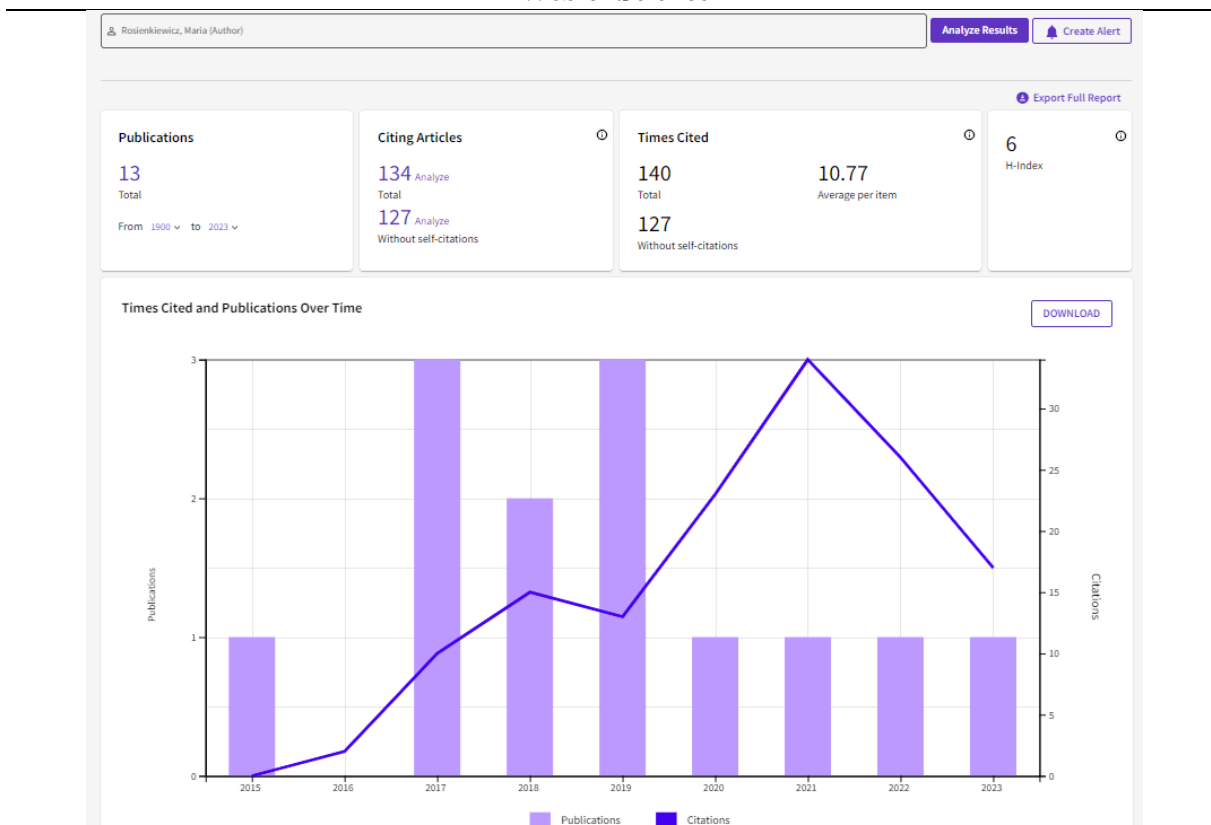 Rosienkiewicz, Maria (Author)
Analyze Results
Create Alert
Export Full Report
Publications
13
Total
From 1900 to 2023
Citing Articles
134 Analyze
Total
127 Analyze
Without self-citations
Times Cited
140
Total
127
Without self-citations
10.77
Average per item
6
H-Index
Times Cited and Publications Over Time
DOWNLOAD
Publications
3
2
1
0
2015 2016 2017 2018 2019 2020 2021 2022 2023
30
25
20
15
10
5
0
Citations
Publications Citations